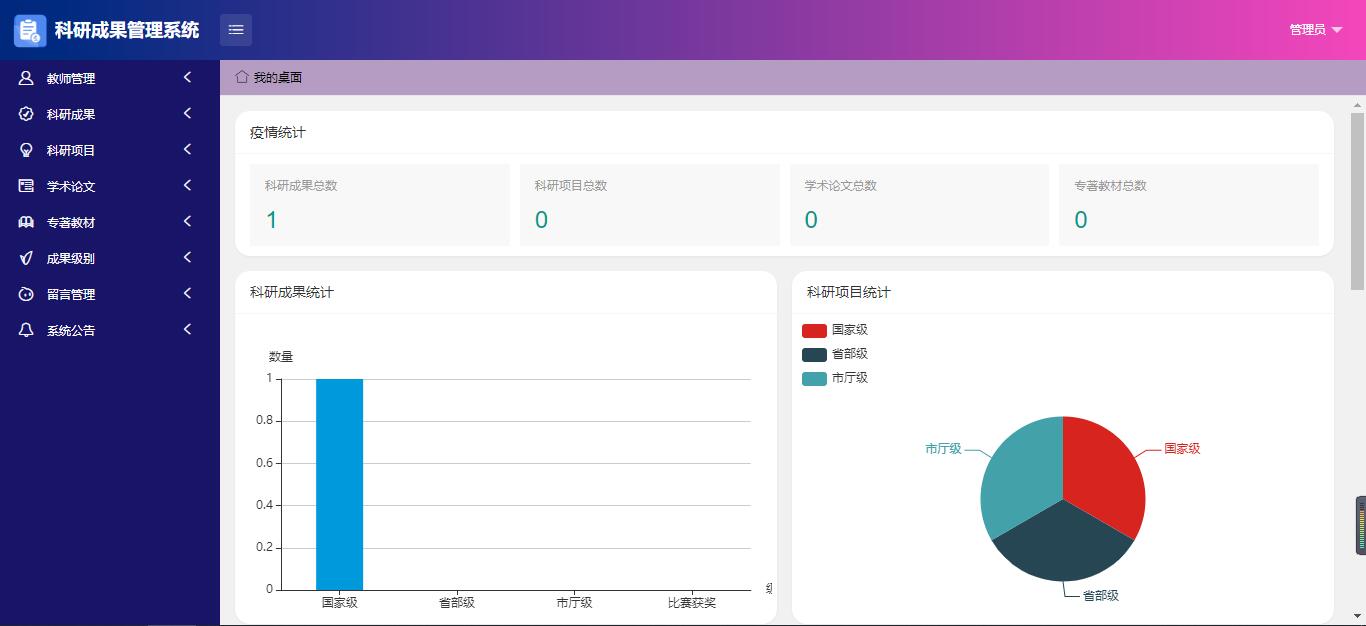 科研成果管理系统
管理员
教师管理
科研成果
科研项目
学术论文
专著教材
成果级别
留言管理
系统公告
我的桌面
疫情统计
科研成果总数
1
科研项目总数
0
学术论文总数
0
专著教材总数
0
科研成果统计
数量
1
0.8
0.6
0.4
0.2
0
国家级
省部级
市厅级
比赛获奖
科研项目统计
国家级
省部级
市厅级
市厅级
国家级
省部级